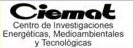 Ciemat
Centro de Investigaciones
Energéticas, Medioambientales
y Tecnológicas